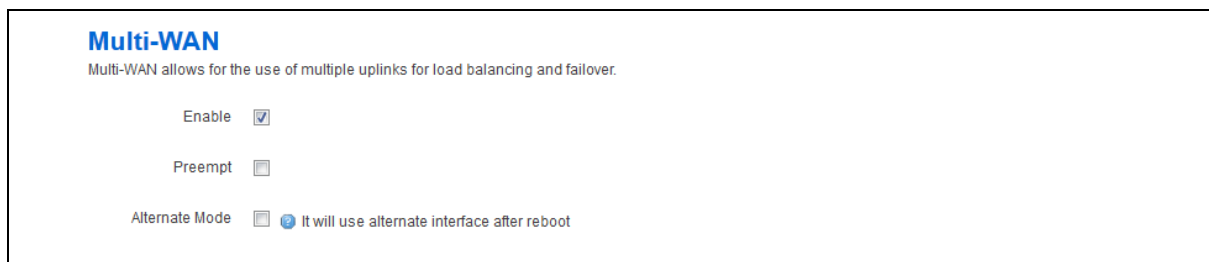 Multi-WAN
Multi-WAN allows for the use of multiple uplinks for load balancing and failover.
Enable
Preempt
Alternate Mode It will use alternate interface after reboot